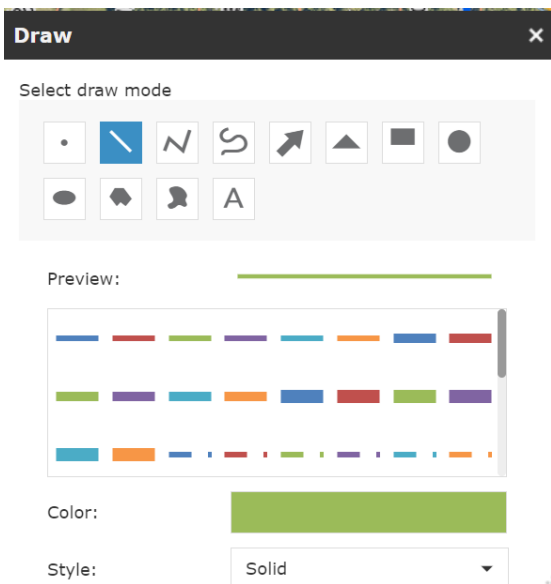 Draw
Select draw mode
A
Preview:
Color:
Style:
Solid